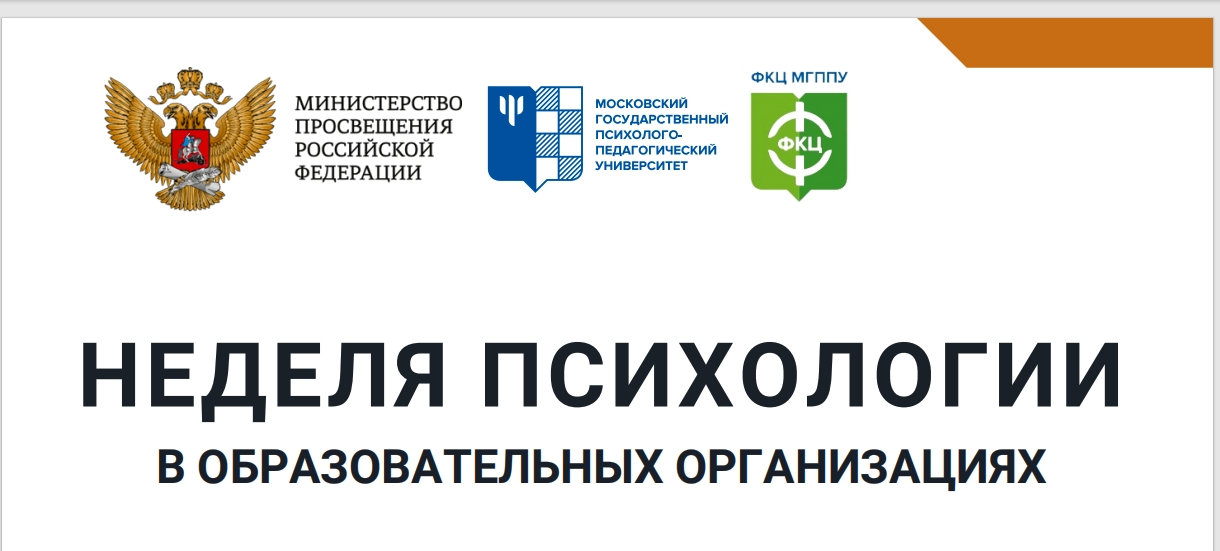 МИНИСТЕРСТВО
ПРОСВЕЩЕНИЯ
РОССИЙСКОЙ
ФЕДЕРАЦИИ
МОСКОВСКИЙ
ГОСУДАРСТВЕННЫЙ
ПСИХОЛОГО-
ПЕДАГОГИЧЕСКИЙ
УНИВЕРСИТЕТ
ФКЦ МГППУ
ФКЦ
НЕДЕЛЯ ПСИХОЛОГИИ
В ОБРАЗОВАТЕЛЬНЫХ ОРГАНИЗАЦИЯХ